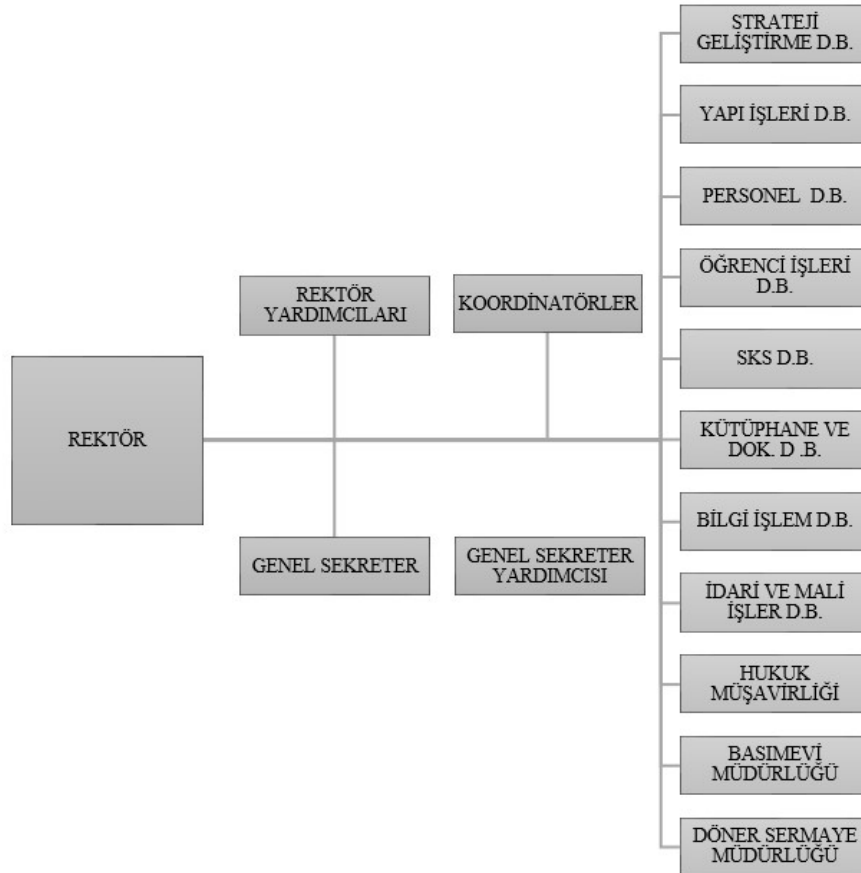 REKTÖR
REKTÖR
YARDIMCILARI
KOORDİNATÖRLER
GENEL SEKRETER
GENEL SEKRETER
YARDIMCISI
STRATEJİ
GELİŞTİRME D.B.
YAPI İŞLERİ D.B.
PERSONEL D.B.
ÖĞRENCİ İŞLERİ
D.B.
SKS D.B.
KÜTÜPHANE VE
DOK. D .B.
BİLGİ İŞLEM D.B.
İDARİ VE MALİ
İŞLER D.B.
HUKUK
MÜŞAVİRLİĞİ
BASIMEVİ
MÜDÜRLÜĞÜ
DÖNER SERMAYE
MÜDÜRLÜĞÜ